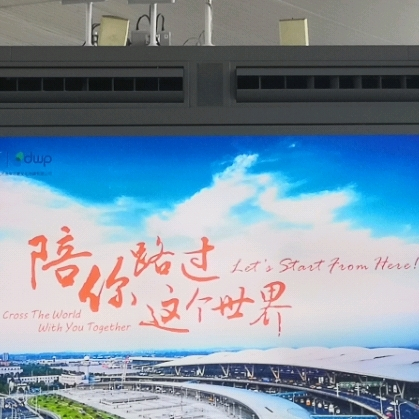 dwp
陪你路过
这个世界
Let's Start From Here!
Cross The World
With You Together